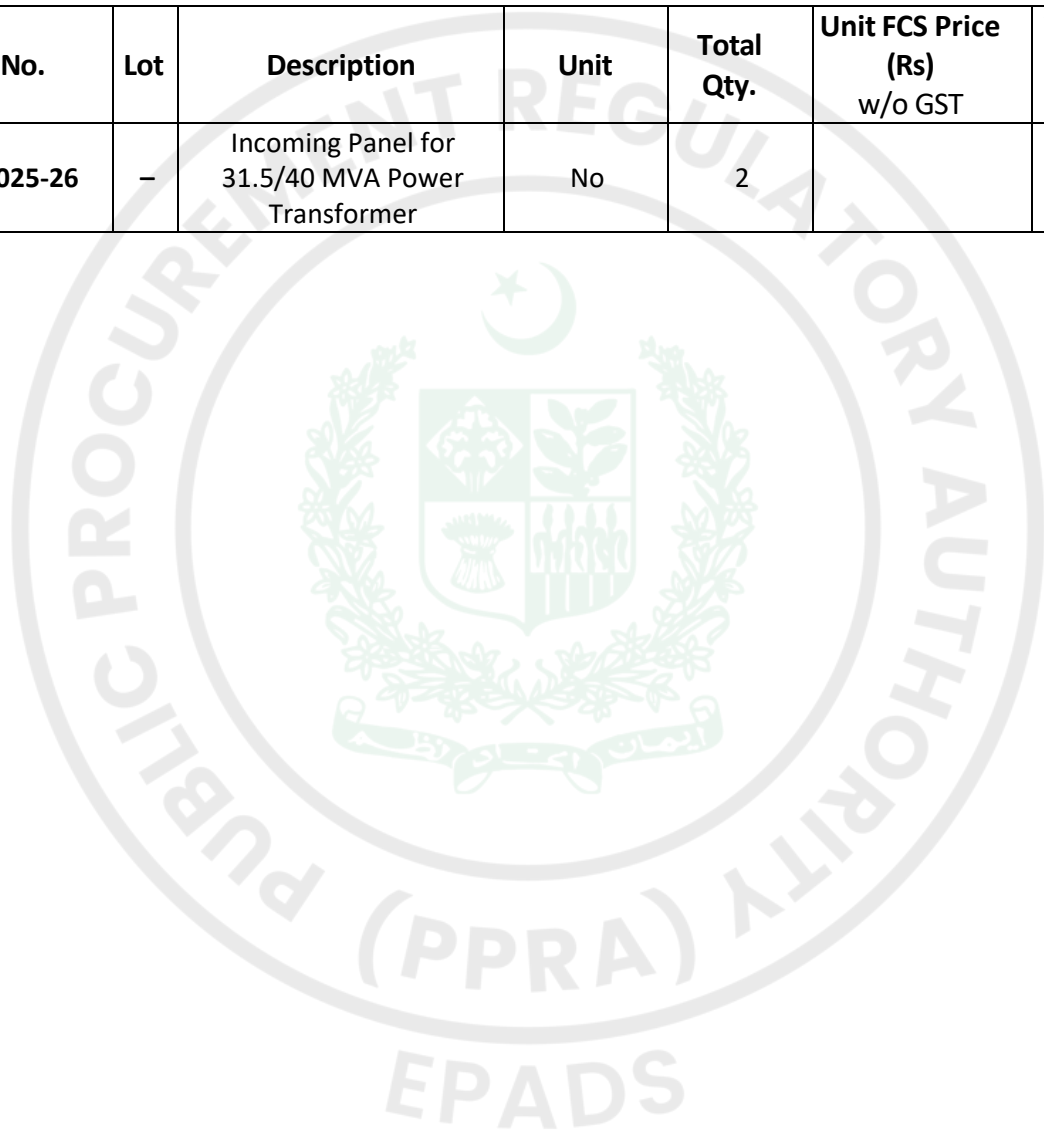 No. Lot Description Unit Total Qty. Unit FCS Price (Rs) w/o GST
025-26 – Incoming Panel for 31.5/40 MVA Power Transformer No 2
PUBLIC PROCUREMENT REGULATORY AUTHORITY
(PPRA)
EPADS